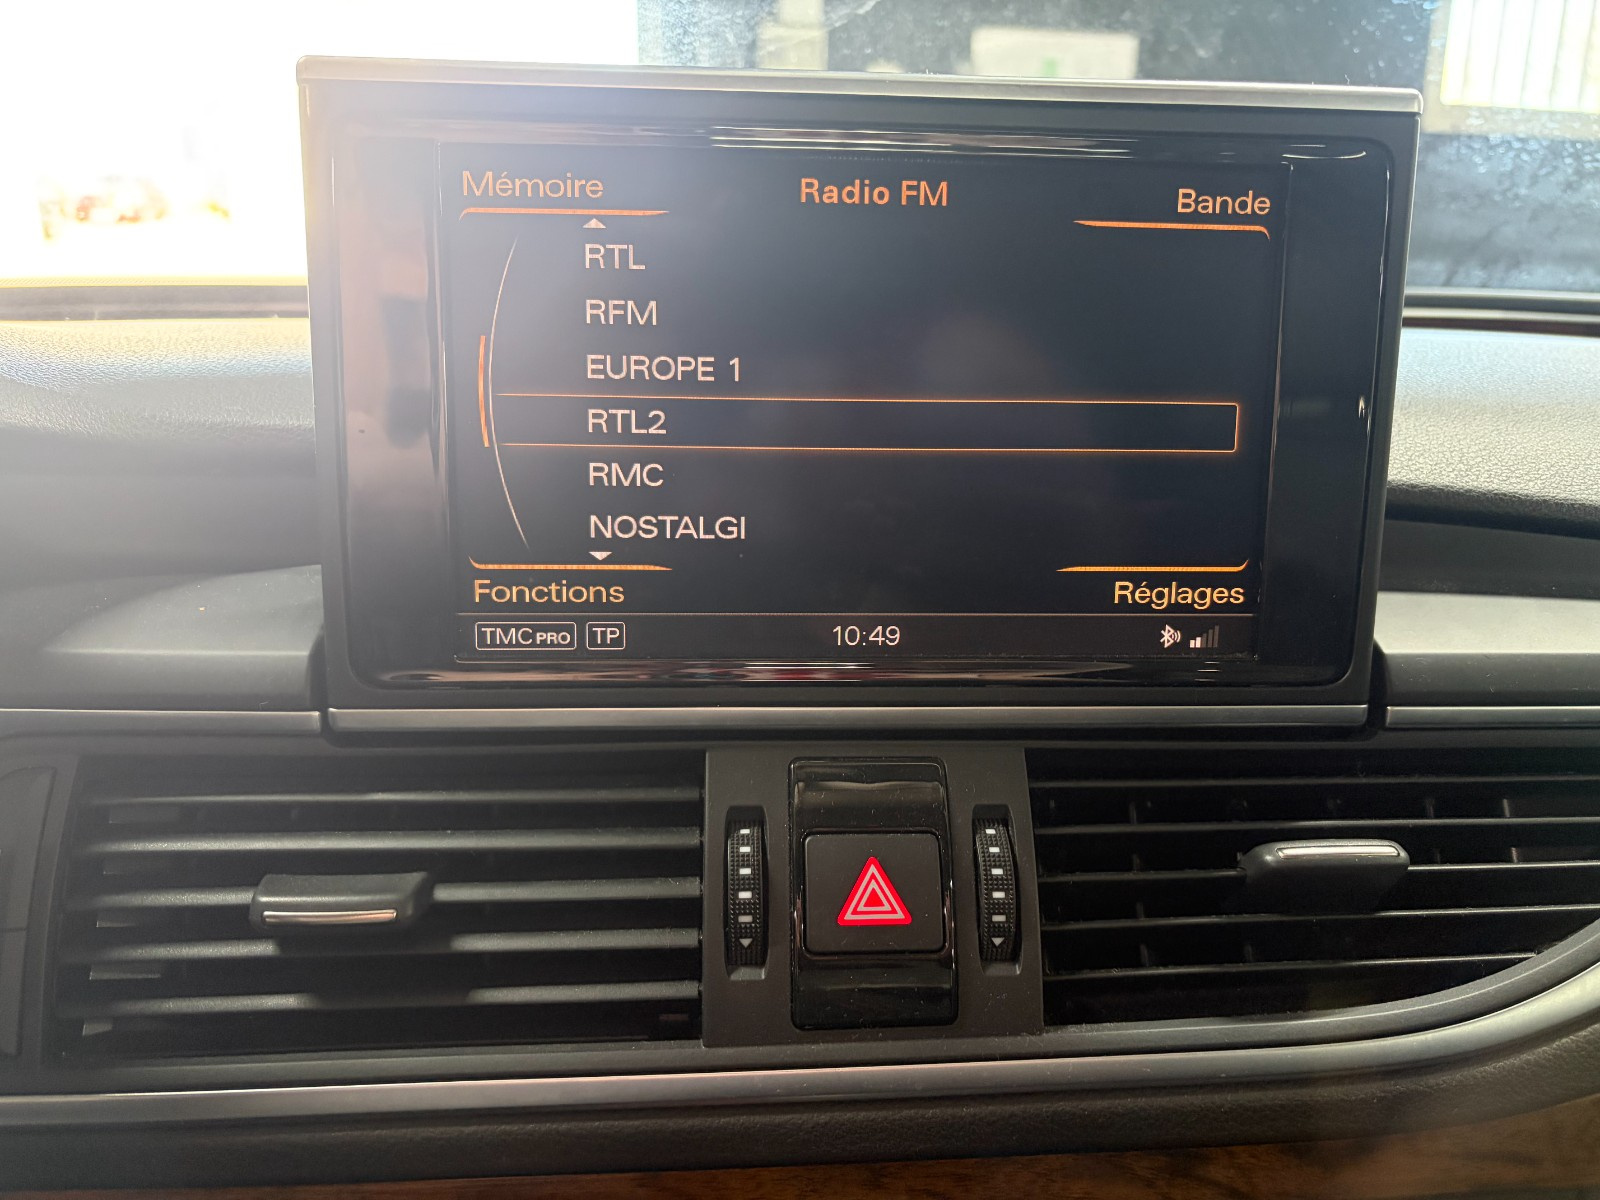 Mémoire Radio FM Bande
RTL
RFM
EUROPE 1
RTL2
RMC
NOSTALGI
Fonctions Réglages
TMC PRO TP 10:49